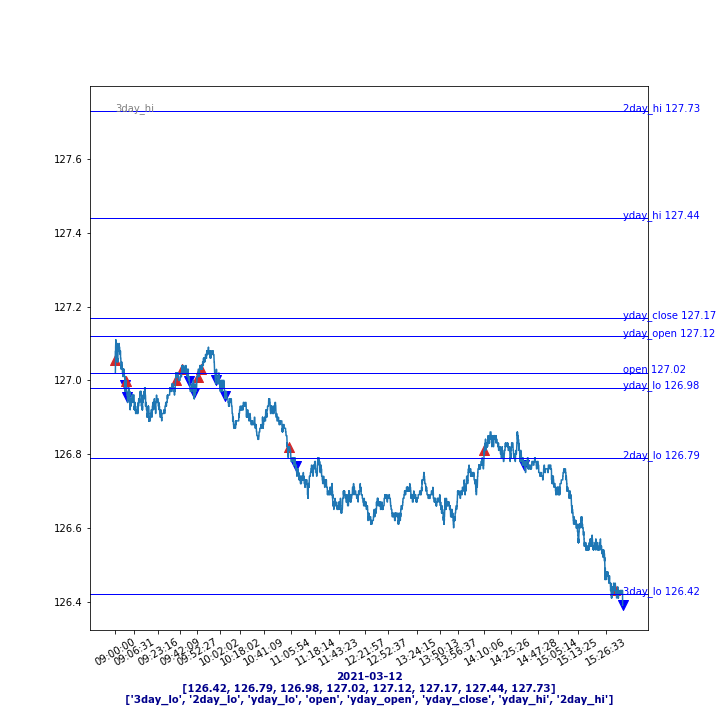 3day_hi
2day_hi 127.73
127.6
yday_hi 127.44
127.4
127.2
yday_close 127.17
yday_open 127.12
open 127.02
127.0
yday_lo 126.98
126.8
2day_lo 126.79
126.6
3day_lo 126.42
126.4
09:00:00
09:06:31
09:23:16
09:42:09
09:52:27
10:02:02
10:18:02
10:41:09
11:05:54
11:18:14
11:43:23
12:21:57
12:52:37
13:24:15
13:50:13
13:56:37
14:10:06
14:25:26
14:47:28
15:05:14
15:13:25
15:26:33
2021-03-12
[126.42, 126.79, 126.98, 127.02, 127.12, 127.17, 127.44, 127.73]
['3day_lo', '2day_lo', 'yday_lo', 'open', 'yday_open', 'yday_close', 'yday_hi', '2day_hi']